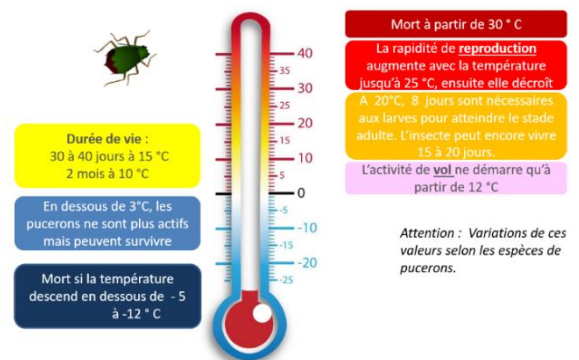 Mort à partir de 30 ° C
La rapidité de reproduction
augmente avec la température
jusqu'à 25 °C, ensuite elle décroît
A 20°C, 8 jours sont nécessaires
aux larves pour atteindre le stade
adulte. L'insecte peut encore vivre
15 à 20 jours.
L'activité de vol ne démarre qu'à
partir de 12 °C
Attention : Variations de ces
valeurs selon les espèces de
pucerons.
Durée de vie :
30 à 40 jours à 15 °C
2 mois à 10 °C
En dessous de 3°C, les
pucerons ne sont plus actifs
mais peuvent survivre
Mort si la température
descend en dessous de - 5
à -12 ° C
40
35
30
25
20
15
10
5
0
-5
-10
-15
-20
-25